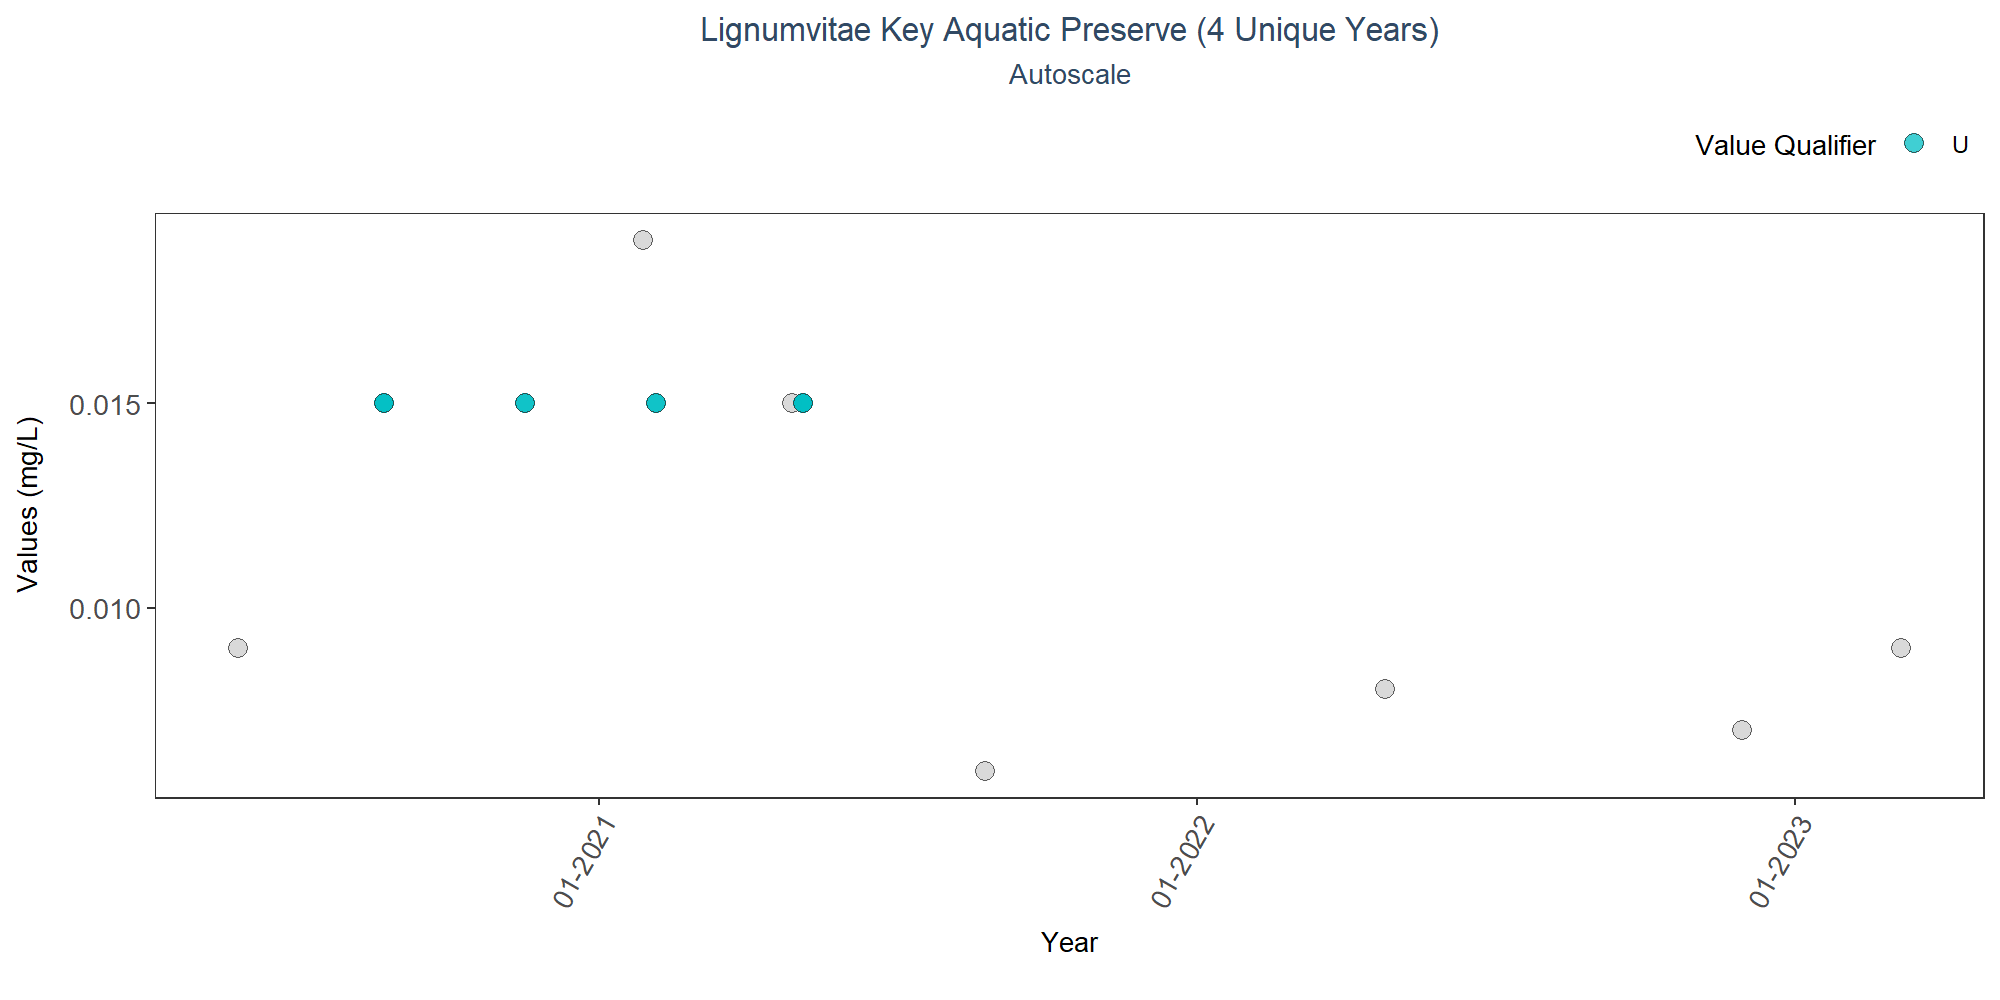 Lignumvitae Key Aquatic Preserve (4 Unique Years)
Autoscale
Value Qualifier U
Values (mg/L)
0.015
0.010
01-2021
01-2022
01-2023
Year